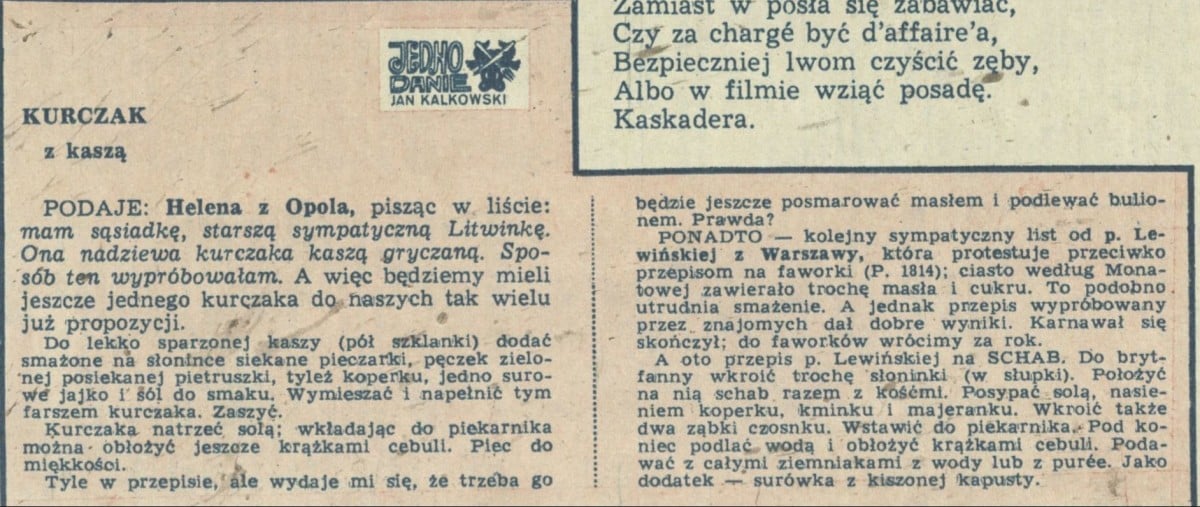 Zamiast w posła się zabawiać,
Czy za chargé być d'affaire'a,
Bezpieczniej lwom czyścić zęby,
Albo w filmie wziąć posadę.
Kaskadera.
JEDNO
DANIE
JAN KALKOWSKI
KURCZAK
z kaszą
PODAJE: Helena z Opola, pisząc w liście:
mam sąsiadkę, starszą sympatyczną Litwinkę.
Ona nadziewa kurczaka kaszą gryczaną. Spo-
sób ten wypróbowałam. A więc będziemy mieli
jeszcze jednego kurczaka do naszych tak wielu
już propozycji.
Do lekko sparzonej kaszy (pół szklanki) dodać
smażone na słonince siekane pieczarki, pęczek zielo-
nej posiekanej pietruszki, tyleż koperku, jedno suro-
we jajko i sól do smaku. Wymieszać i napełnić tym
farszem kurczaka. Zaszyć.
Kurczaka natrzeć solą; wkładając do piekarnika
można obłożyć jeszcze krążkami cebuli. Piec do
miękkości.
Tyle w przepisie, ale wydaje mi się, że trzeba go
będzie jeszcze posmarować masłem i podlewać bulio-
nem. Prawda?
PONADTO — kolejny sympatyczny list od p. Le-
wińskiej z Warszawy, która protestuje przeciwko
przepisom na faworki (P. 1814); ciasto według Mona-
towej zawierało trochę masła i cukru. To podobno
utrudnia smażenie. A jednak przepis wypróbowany
przez znajomych dał dobre wyniki. Karnawał się
skończył; do faworków wrócimy za rok.
A oto przepis p. Lewińskiej na SCHAB. Do bryt-
fanny wkroić trochę słoninki (w słupki). Położyć
na nią schab razem z kośćmi. Posypać solą, nasie-
niem koperku, kminku i majeranku. Wkroić także
dwa ząbki czosnku. Wstawić do piekarnika. Pod ko-
niec podlać wodą i obłożyć krążkami cebuli. Poda-
wać z całymi ziemniakami z wody lub z purée. Jako
dodatek — surówka z kiszonej kapusty.